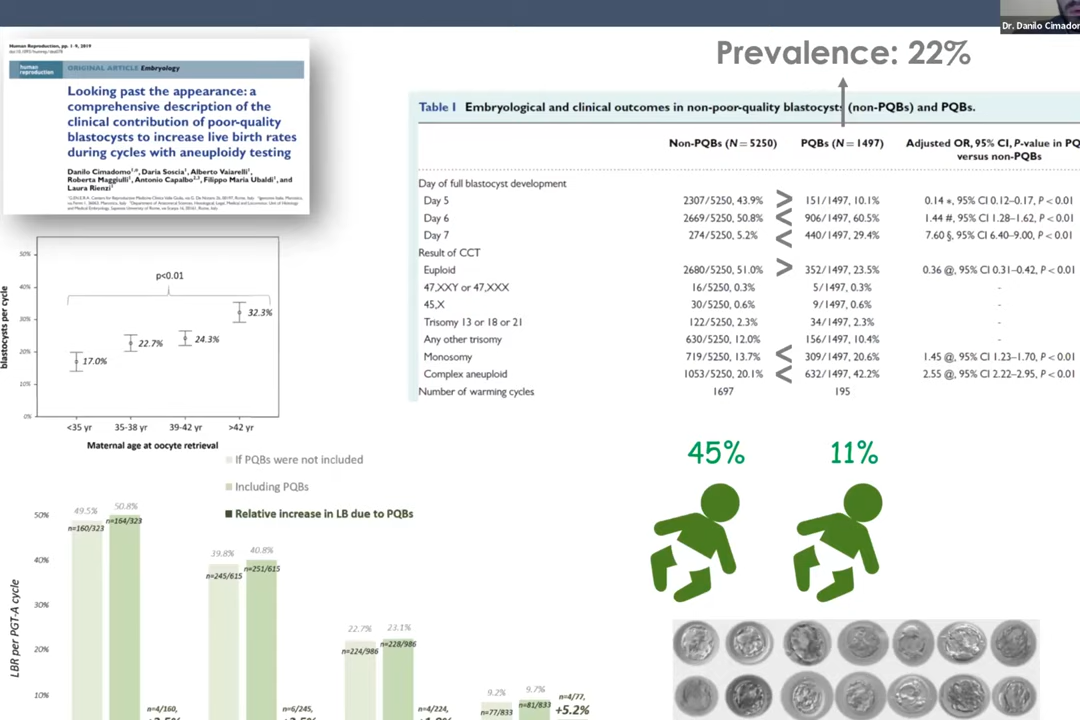 Dr. Danilo Cimador
Prevalence: 22%
Human Reproduction, pp. 1-9, 2019
human reproduction
ORIGINAL ARTICLE Embryology
Looking past the appearance: a
comprehensive description of the
clinical contribution of poor-quality
blastocysts to increase live birth rates
during cycles with aneuploidy testing
Danilo Cimadomo¹,*, Daria Soscia¹, Alberto Vaiarelli¹,
Roberta Maggiulli¹, Antonio Capalbo²,³, Filippo Maria Ubaldi¹, and
Laura Rienzi¹
Table I Embryological and clinical outcomes in non-poor-quality blastocysts (non-PQBs) and PQBs.
Non-PQBs (N = 5250) PQBs (N = 1497) Adjusted OR, 95% CI, P-value in PQ
versus non-PQBs
Day of full blastocyst development
Day 5 2307/5250, 43.9% > 151/1497, 10.1% 0.14 *, 95% CI 0.12–0.17, P < 0.01
Day 6 2669/5250, 50.8% < 906/1497, 60.5% 1.44 #, 95% CI 1.28–1.62, P < 0.01
Day 7 274/5250, 5.2% < 440/1497, 29.4% 7.60 §, 95% CI 6.40–9.00, P < 0.01
Result of CCT
Euploid 2680/5250, 51.0% > 352/1497, 23.5% 0.36 @, 95% CI 0.31–0.42, P < 0.01
47,XXY or 47,XXX 16/5250, 0.3% 5/1497, 0.3% -
45,X 30/5250, 0.6% 9/1497, 0.6% -
Trisomy 13 or 18 or 21 122/5250, 2.3% 34/1497, 2.3% -
Any other trisomy 630/5250, 12.0% 156/1497, 10.4% -
Monosomy 719/5250, 13.7% < 309/1497, 20.6% 1.45 @, 95% CI 1.23–1.70, P < 0.01
Complex aneuploid 1053/5250, 20.1% < 632/1497, 42.2% 2.55 @, 95% CI 2.22–2.95, P < 0.01
Number of warming cycles 1697 195
blastocysts per cycle
50%
40%
30%
20%
10%
0%
p<0.01
17.0%
22.7%
24.3%
32.3%
<35 yr 35-38 yr 39-42 yr >42 yr
Maternal age at oocyte retrieval
If PQBs were not included
Including PQBs
Relative increase in LB due to PQBs
LBR per PGT-A cycle
50%
40%
30%
20%
10%
49.5% 50.8%
n=160/323 n=164/323
n=4/160,
39.8% 40.8%
n=245/615 n=251/615
n=6/245,
22.7% 23.1%
n=224/986 n=228/986
n=4/224,
9.2% 9.7%
n=77/833 n=81/833
n=4/77,
+5.2%
45% 11%